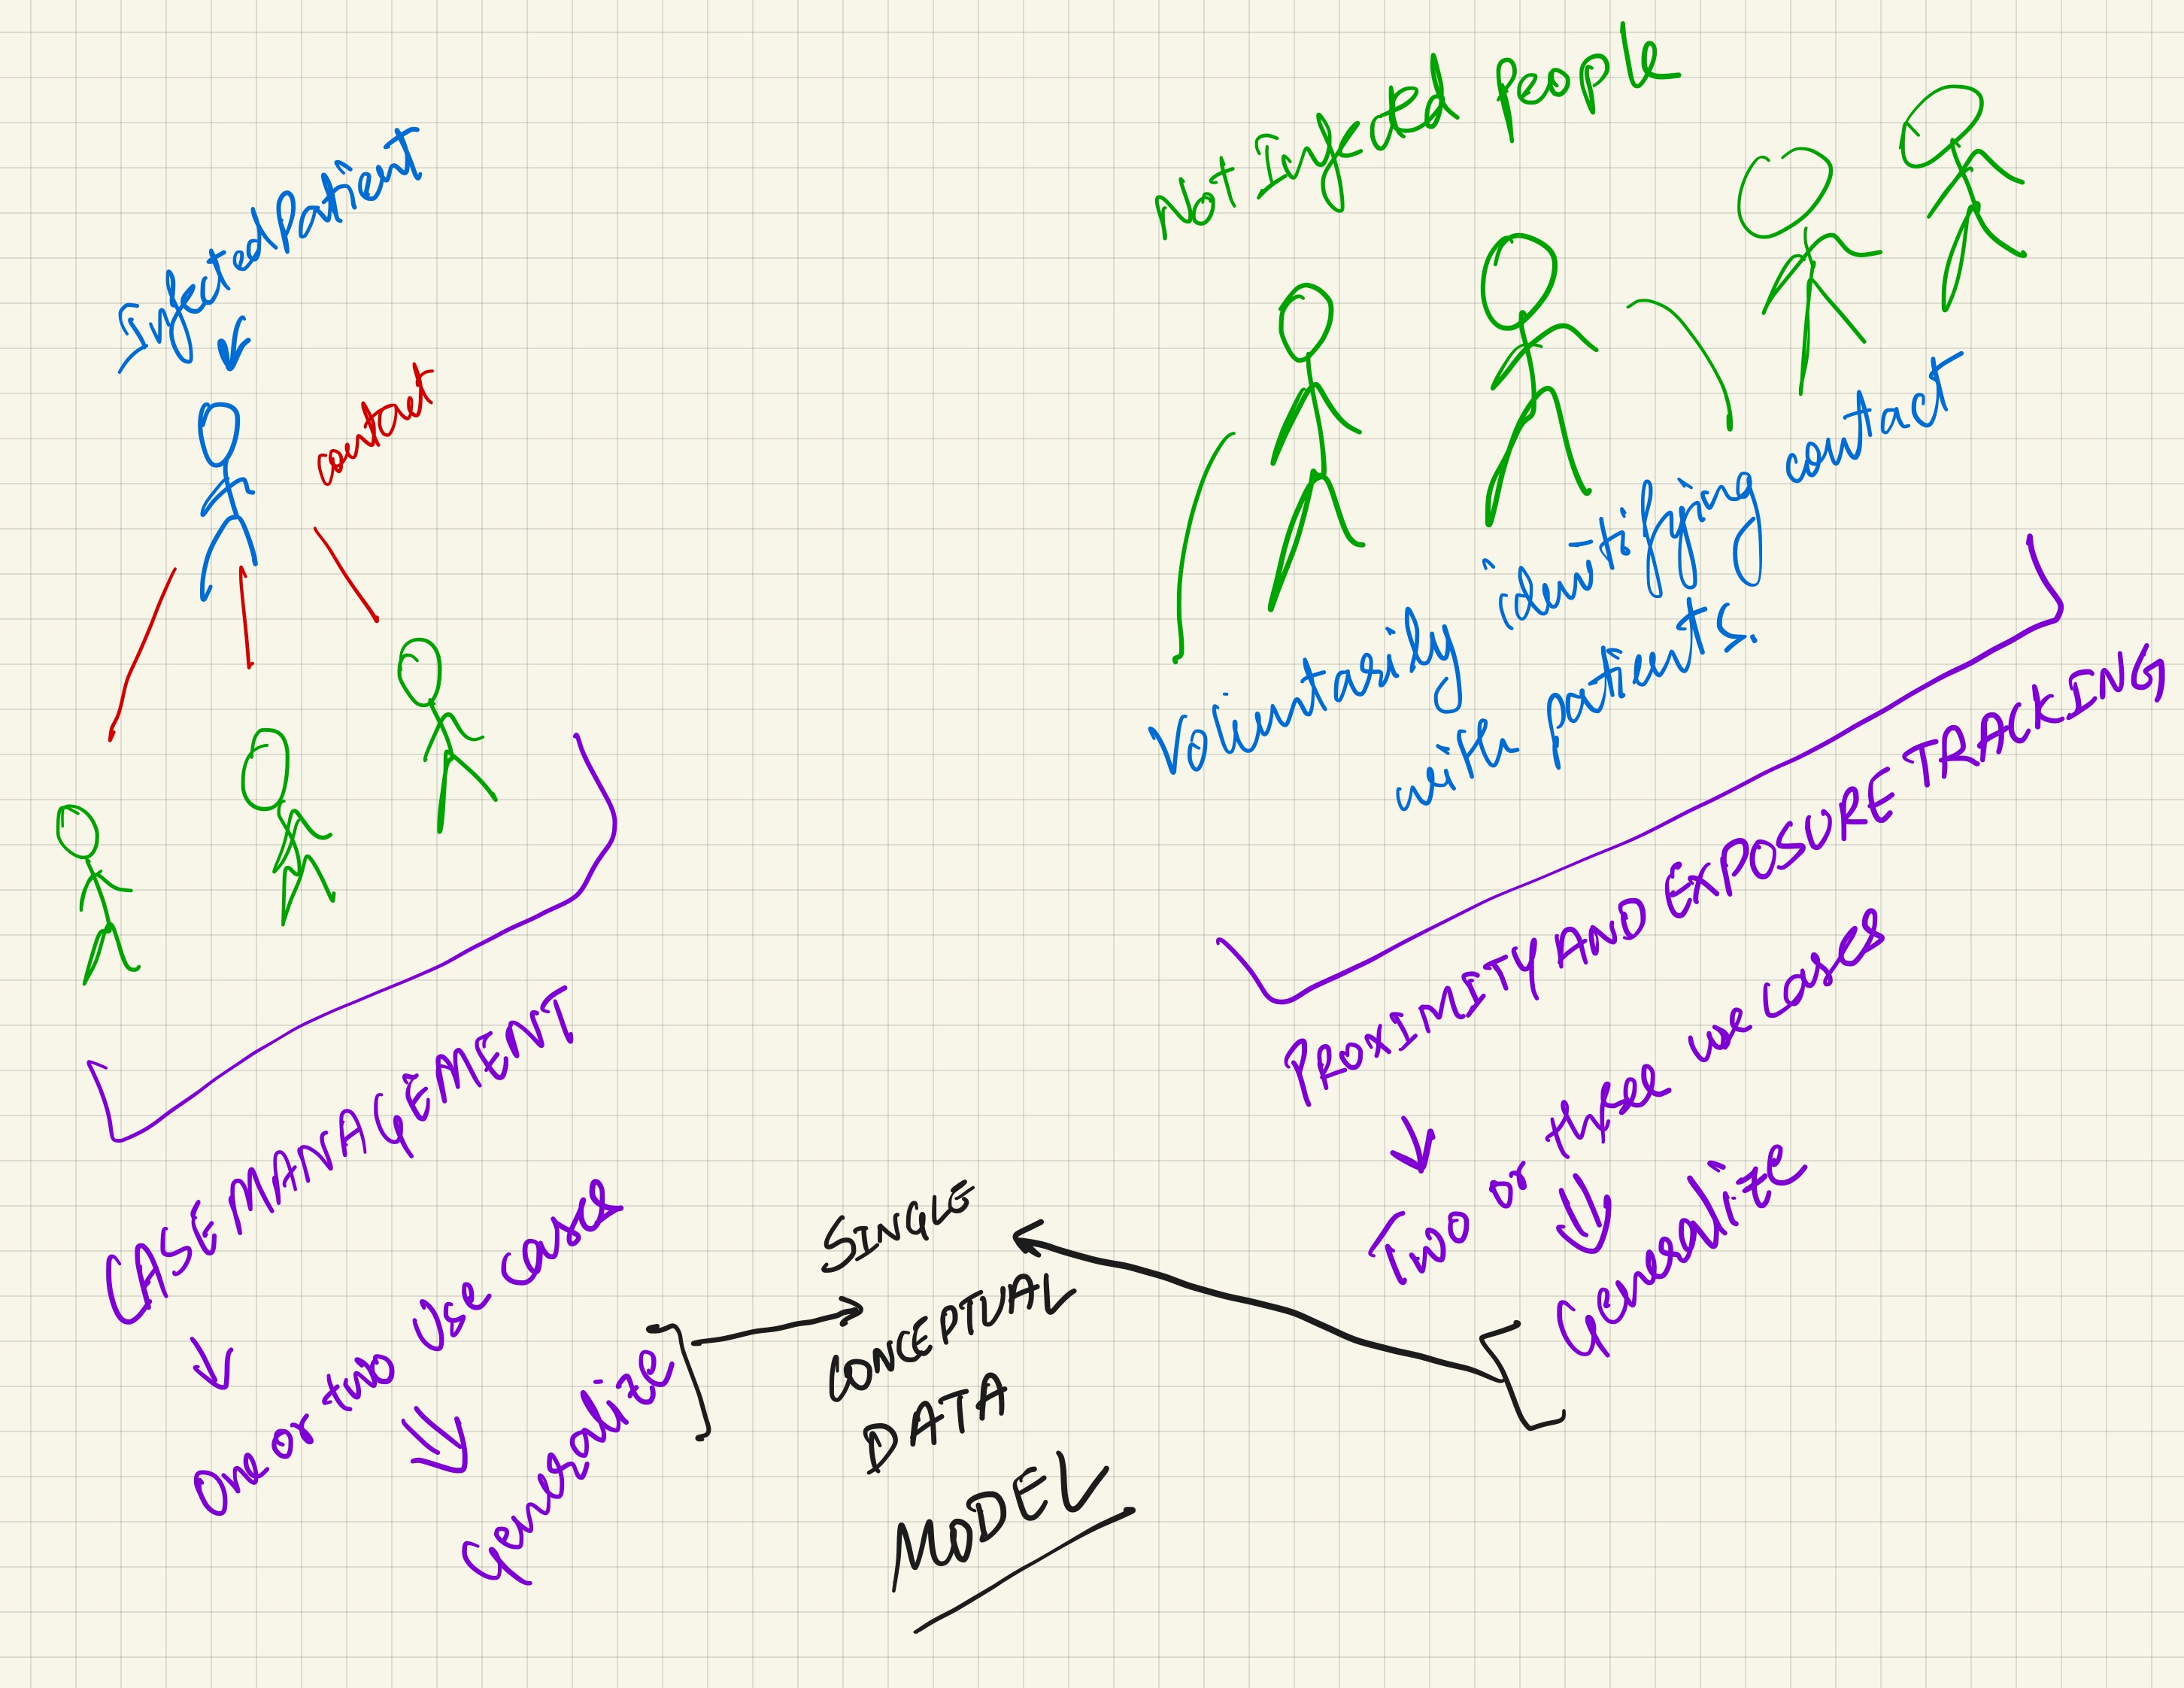 Infected Patient
contact
CASE MANAGEMENT
One or two Use cases
Generalize
Not infected people
Voluntarily identifying contact
with patients.
PROXIMITY AND EXPOSURE TRACKING
Two or three use cases
Generalize
SINGLE
CONCEPTUAL
DATA
MODEL